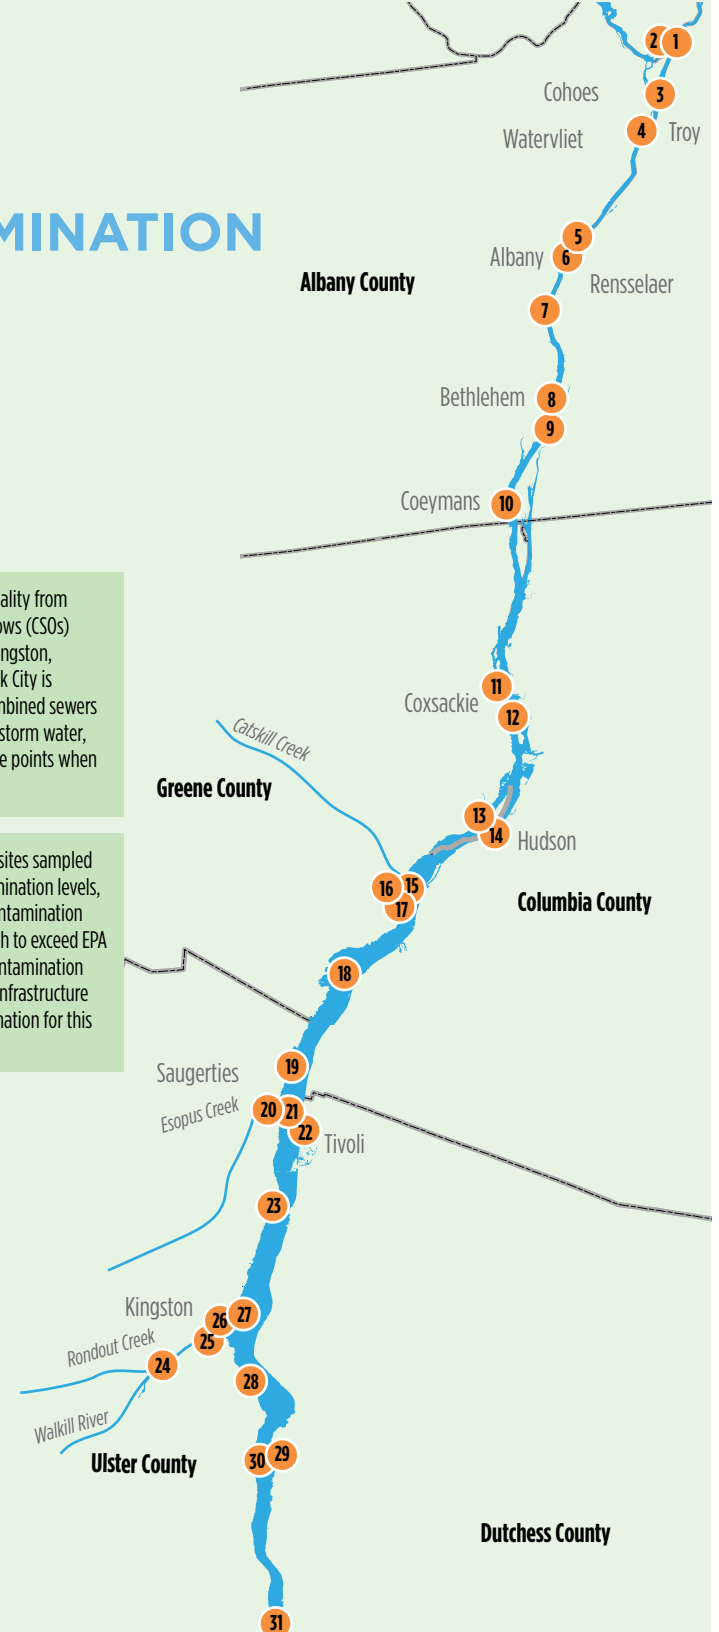 2 1
Cohoes 3
Watervliet 4 Troy
MINATION
5
Albany 6
Albany County Rensselaer
7
Bethlehem 8
9
Coeymans 10
ality from
ows (CSOs)
ngston,
k City is
mbined sewers
storm water,
e points when
11
Coxsackie 12
Catskill Creek
Greene County
13
14 Hudson
sites sampled
mination levels,
ntamination
h to exceed EPA
ntamination
nfrastructure
nation for this
16 15
17
Columbia County
18
19
Saugerties
Esopus Creek
20 21
22 Tivoli
23
Kingston
26 27
25
Rondout Creek
24
28
Walkill River
Ulster County
30 29
Dutchess County
31